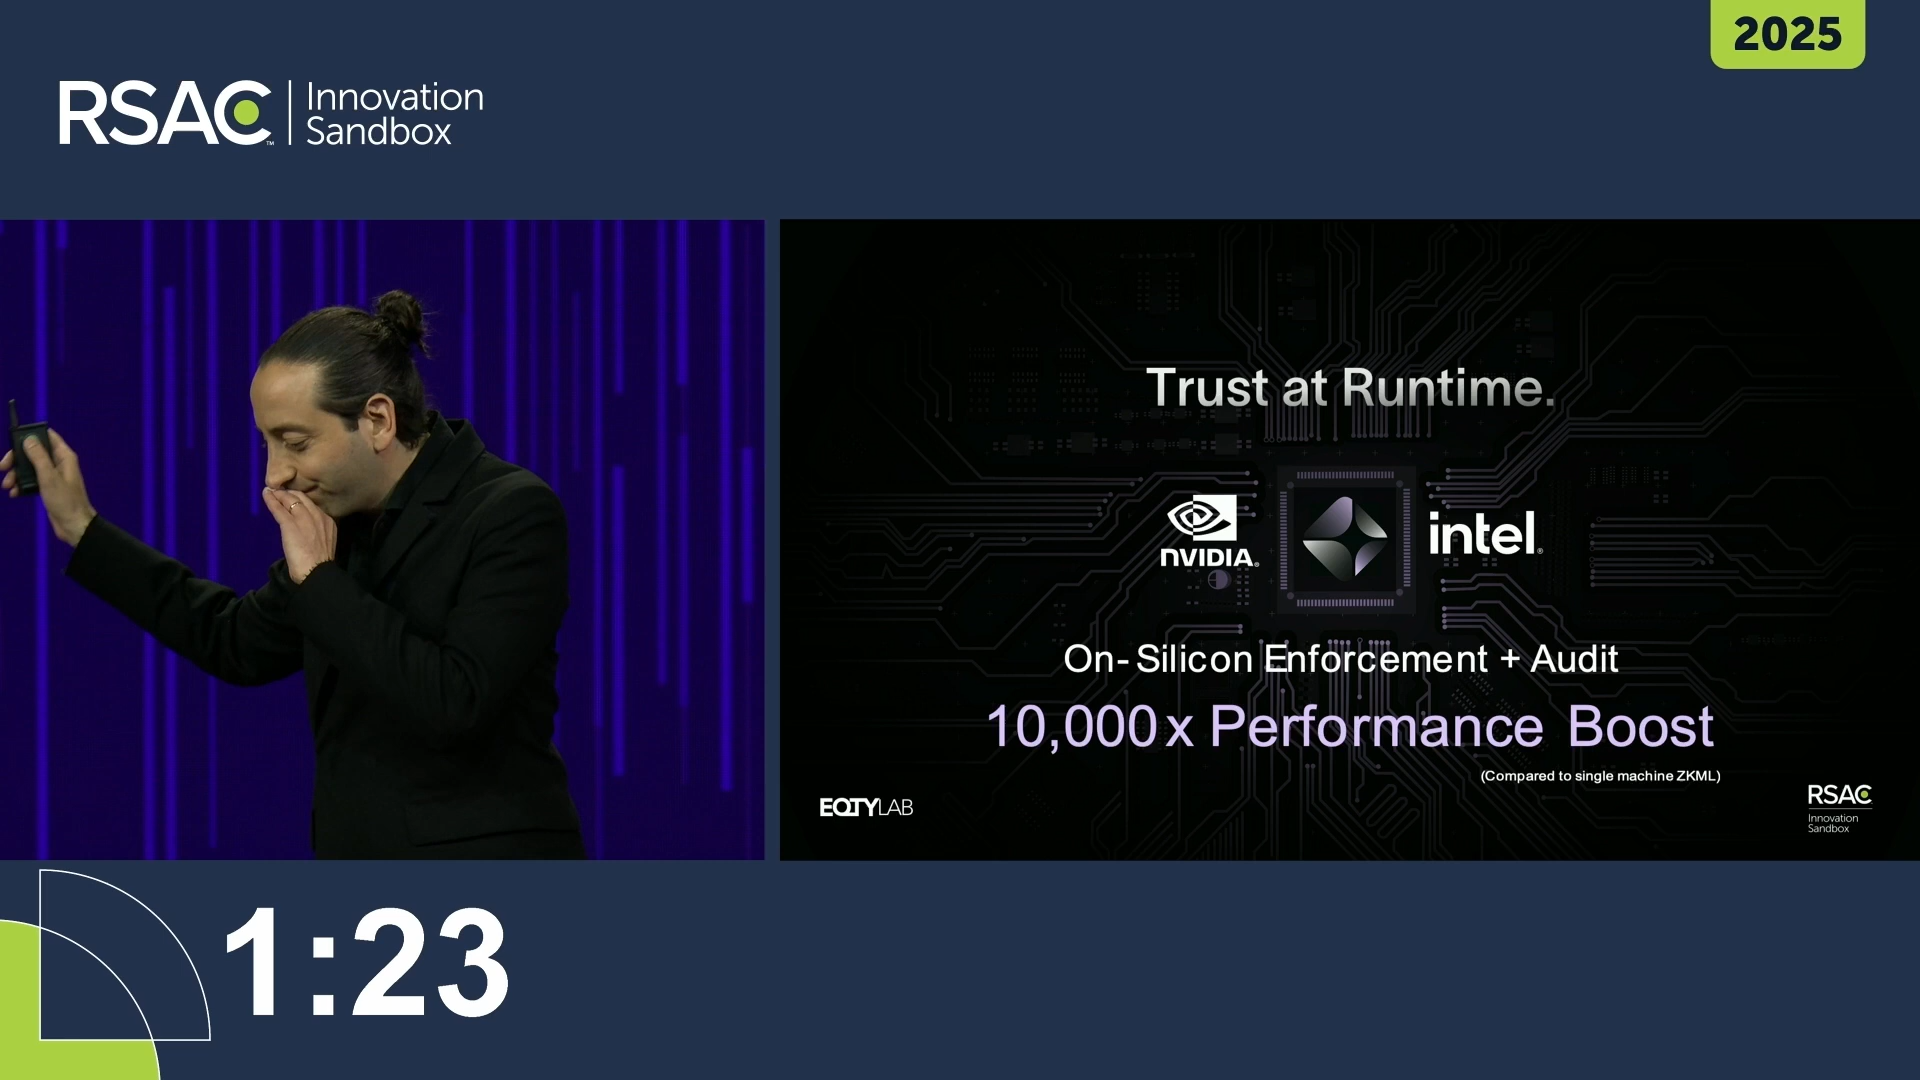 2025
RSAC™ | Innovation
Sandbox
Trust at Runtime.
NVIDIA®
intel®
On-Silicon Enforcement + Audit
10,000x Performance Boost
(Compared to single machine ZKML)
EQTYLAB
RSAC
Innovation
Sandbox
1:23